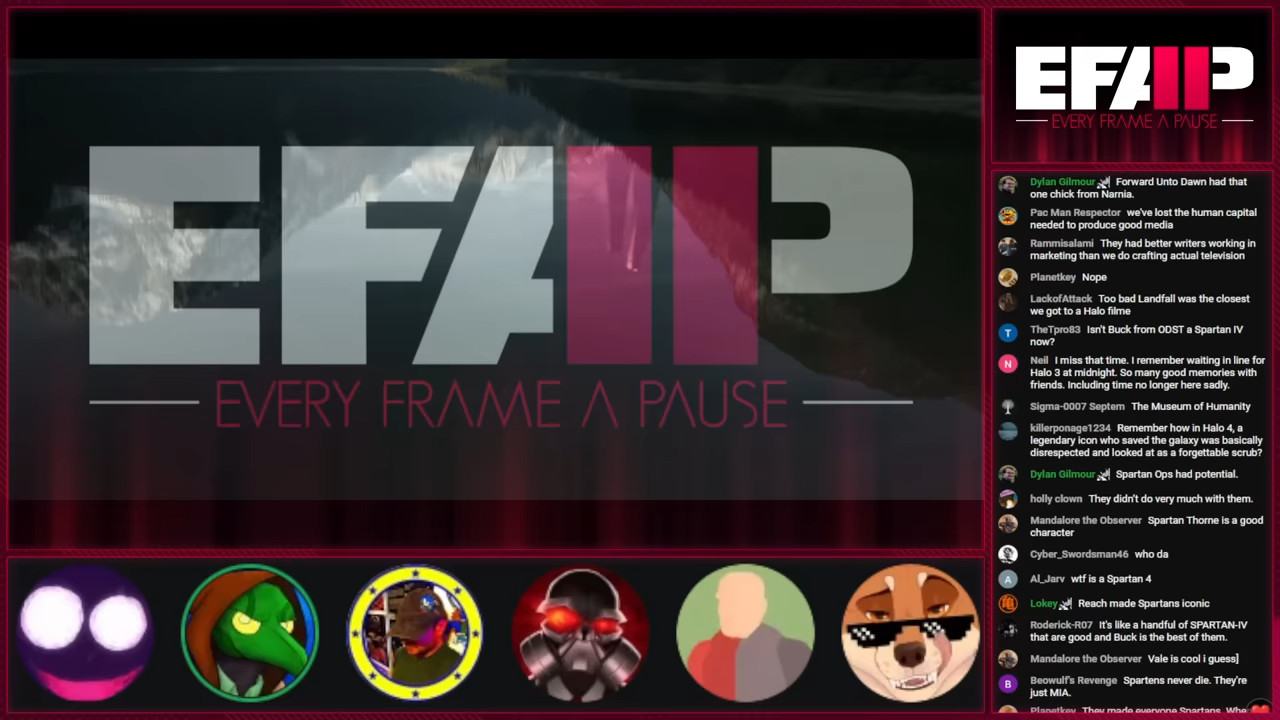 EFAP
EVERY FRAME A PAUSE
EFAP
EVERY FRAME A PAUSE
Dylan Gilmour Forward Unto Dawn had that
one chick from Narnia.
Pac Man Respector we've lost the human capital
needed to produce good media
Rammisalami They had better writers working in
marketing than we do crafting actual television
Planetkey Nope
LackofAttack Too bad Landfall was the closest
we got to a Halo filme
T TheTpro83 Isn't Buck from ODST a Spartan IV
now?
N Neil I miss that time. I remember waiting in line for
Halo 3 at midnight. So many good memories with
friends. Including time no longer here sadly.
Sigma-0007 Septem The Museum of Humanity
killerponage1234 Remember how in Halo 4, a
legendary icon who saved the galaxy was basically
disrespected and looked at as a forgettable scrub?
Dylan Gilmour Spartan Ops had potential.
holly clown They didn't do very much with them.
Mandalore the Observer Spartan Thorne is a good
character
Cyber_Swordsman46 who da
A Al_Jarv wtf is a Spartan 4
Lokey Reach made Spartans iconic
Roderick-R07 It's like a handful of SPARTAN-IV
that are good and Buck is the best of them.
Mandalore the Observer Vale is cool i guess]
B Beowulf's Revenge Spartens never die. They're
just MIA.
Planetkey They made everyone Spartans. Whe